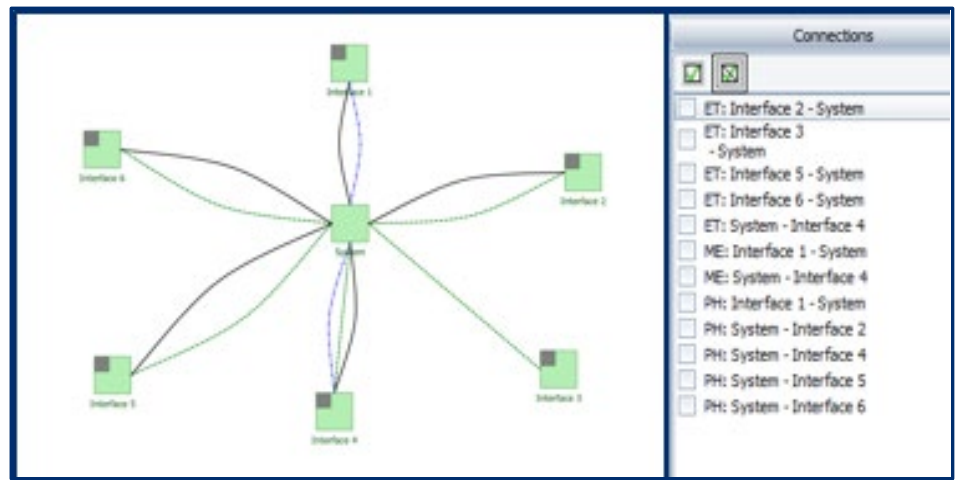 Connections
Interface 1
Interface 6
Interface 2
System
Interface 5
Interface 4
Interface 3
ET: Interface 2 - System
ET: Interface 3
- System
ET: Interface 5 - System
ET: Interface 6 - System
ET: System - Interface 4
ME: Interface 1 - System
ME: System - Interface 4
PH: Interface 1 - System
PH: System - Interface 2
PH: System - Interface 4
PH: System - Interface 5
PH: System - Interface 6